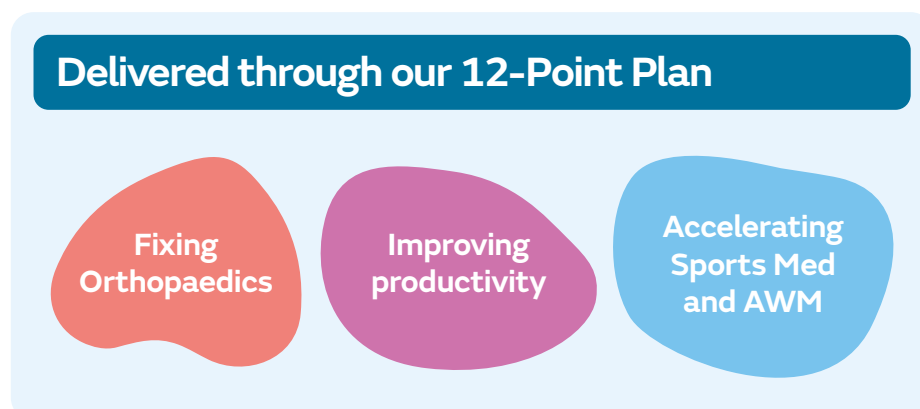 Delivered through our 12-Point Plan
Fixing
Orthopaedics
Improving
productivity
Accelerating
Sports Med
and AWM